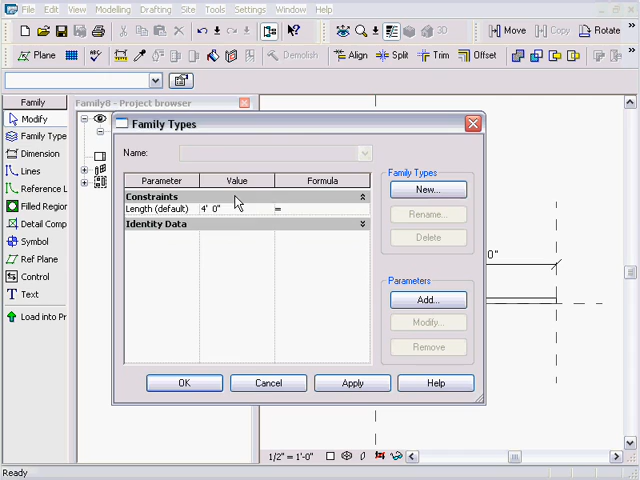 File Edit View Modelling Drafting Site Tools Settings Window Help
Move Copy Rotate
Plane Demolish Align Split Trim Offset
Family
Family8 - Project browser
Modify
Family Type
Dimension
Lines
Reference L
Filled Region
Detail Comp
Symbol
Ref Plane
Control
Text
Load into Pr
Family Types
Name:
Parameter Value Formula
Constraints
Length (default) 4' 0" =
Identity Data
Family Types
New...
Rename...
Delete
Parameters
Add...
Modify...
Remove
OK Cancel Apply Help
0"
1/2" = 1'-0"
Ready